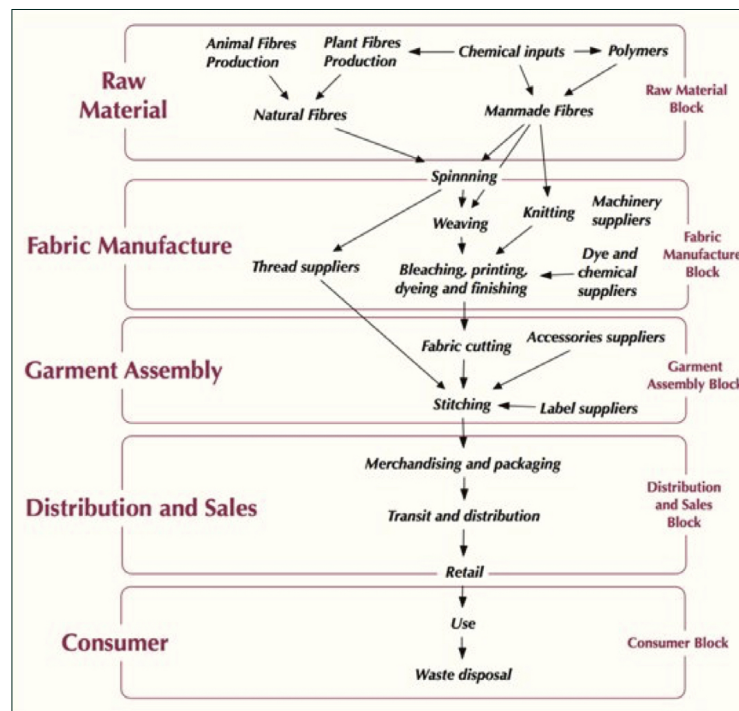 Animal Fibres
Production
Plant Fibres
Production
Chemical inputs
Polymers
Raw
Material
Raw Material
Block
Natural Fibres
Manmade Fibres
Spinnning
Weaving
Knitting
Machinery
suppliers
Fabric Manufacture
Fabric
Manufacture
Block
Thread suppliers
Bleaching, printing,
dyeing and finishing
Dye and
chemical
suppliers
Fabric cutting
Accessories suppliers
Garment Assembly
Garment
Assembly Block
Stitching
Label suppliers
Merchandising and packaging
Distribution and Sales
Distribution
and Sales
Block
Transit and distribution
Retail
Use
Consumer
Consumer Block
Waste disposal